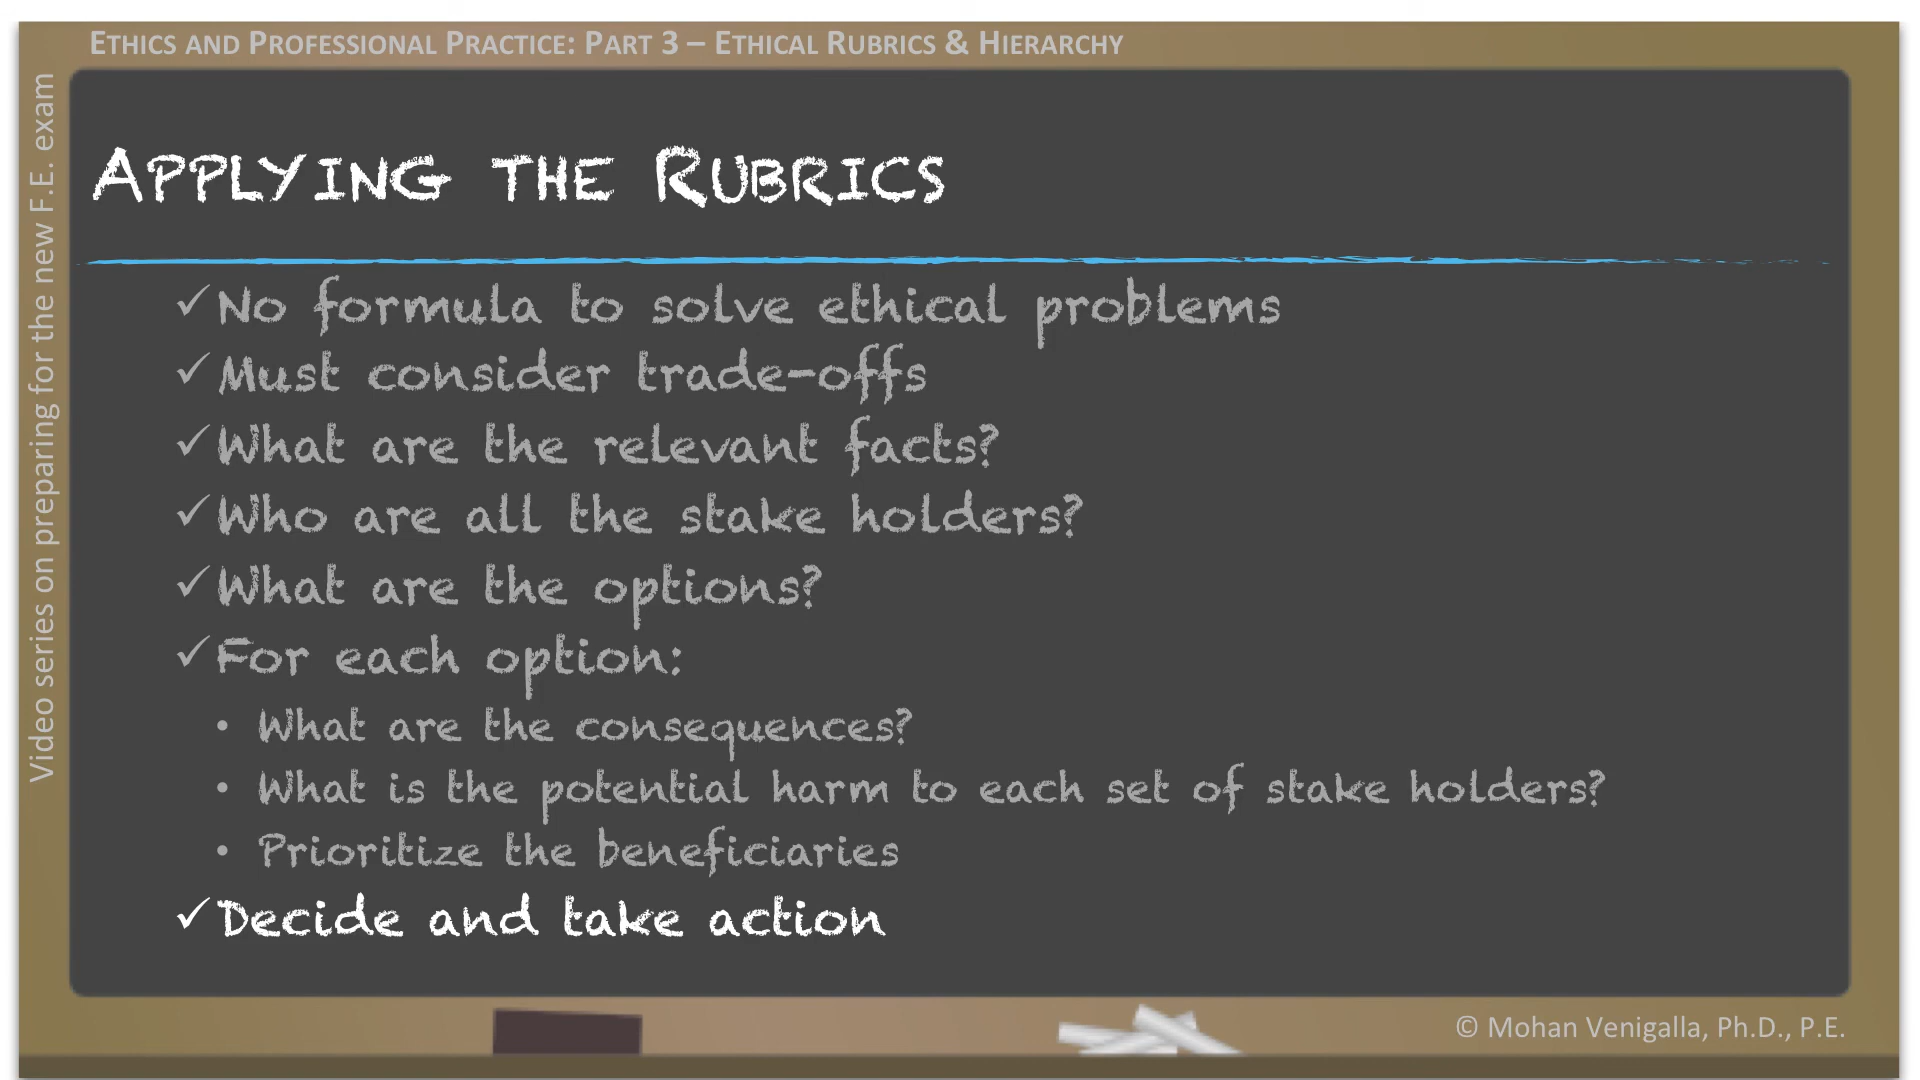 Ethics and Professional Practice: Part 3 – Ethical Rubrics & Hierarchy
Video series on preparing for the new F.E. exam
Applying the Rubrics
✓No formula to solve ethical problems
✓Must consider trade-offs
✓What are the relevant facts?
✓Who are all the stake holders?
✓What are the options?
✓For each option:
• What are the consequences?
• What is the potential harm to each set of stake holders?
• Prioritize the beneficiaries
✓Decide and take action
© Mohan Venigalla, Ph.D., P.E.